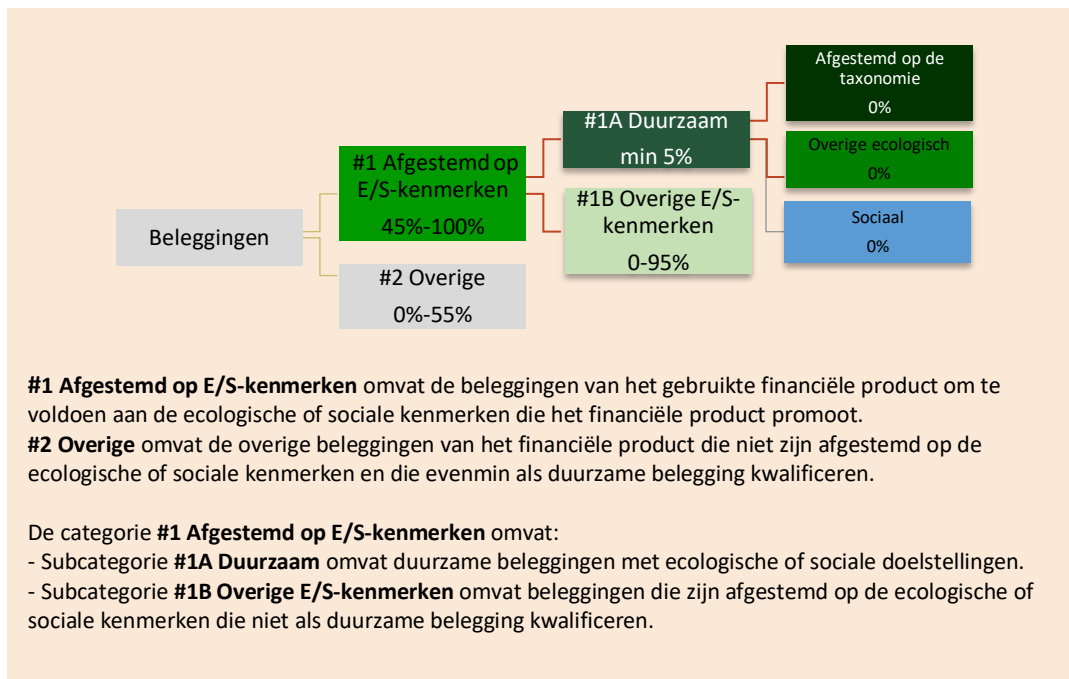 Beleggingen
#1 Afgestemd op
E/S-kenmerken
45%-100%
#2 Overige
0%-55%
#1A Duurzaam
min 5%
#1B Overige E/S-
kenmerken
0-95%
Afgestemd op de
taxonomie
0%
Overige ecologisch
0%
Sociaal
0%
#1 Afgestemd op E/S-kenmerken omvat de beleggingen van het gebruikte financiële product om te
voldoen aan de ecologische of sociale kenmerken die het financiële product promoot.
#2 Overige omvat de overige beleggingen van het financiële product die niet zijn afgestemd op de
ecologische of sociale kenmerken en die evenmin als duurzame belegging kwalificeren.
De categorie #1 Afgestemd op E/S-kenmerken omvat:
- Subcategorie #1A Duurzaam omvat duurzame beleggingen met ecologische of sociale doelstellingen.
- Subcategorie #1B Overige E/S-kenmerken omvat beleggingen die zijn afgestemd op de ecologische of
sociale kenmerken die niet als duurzame belegging kwalificeren.